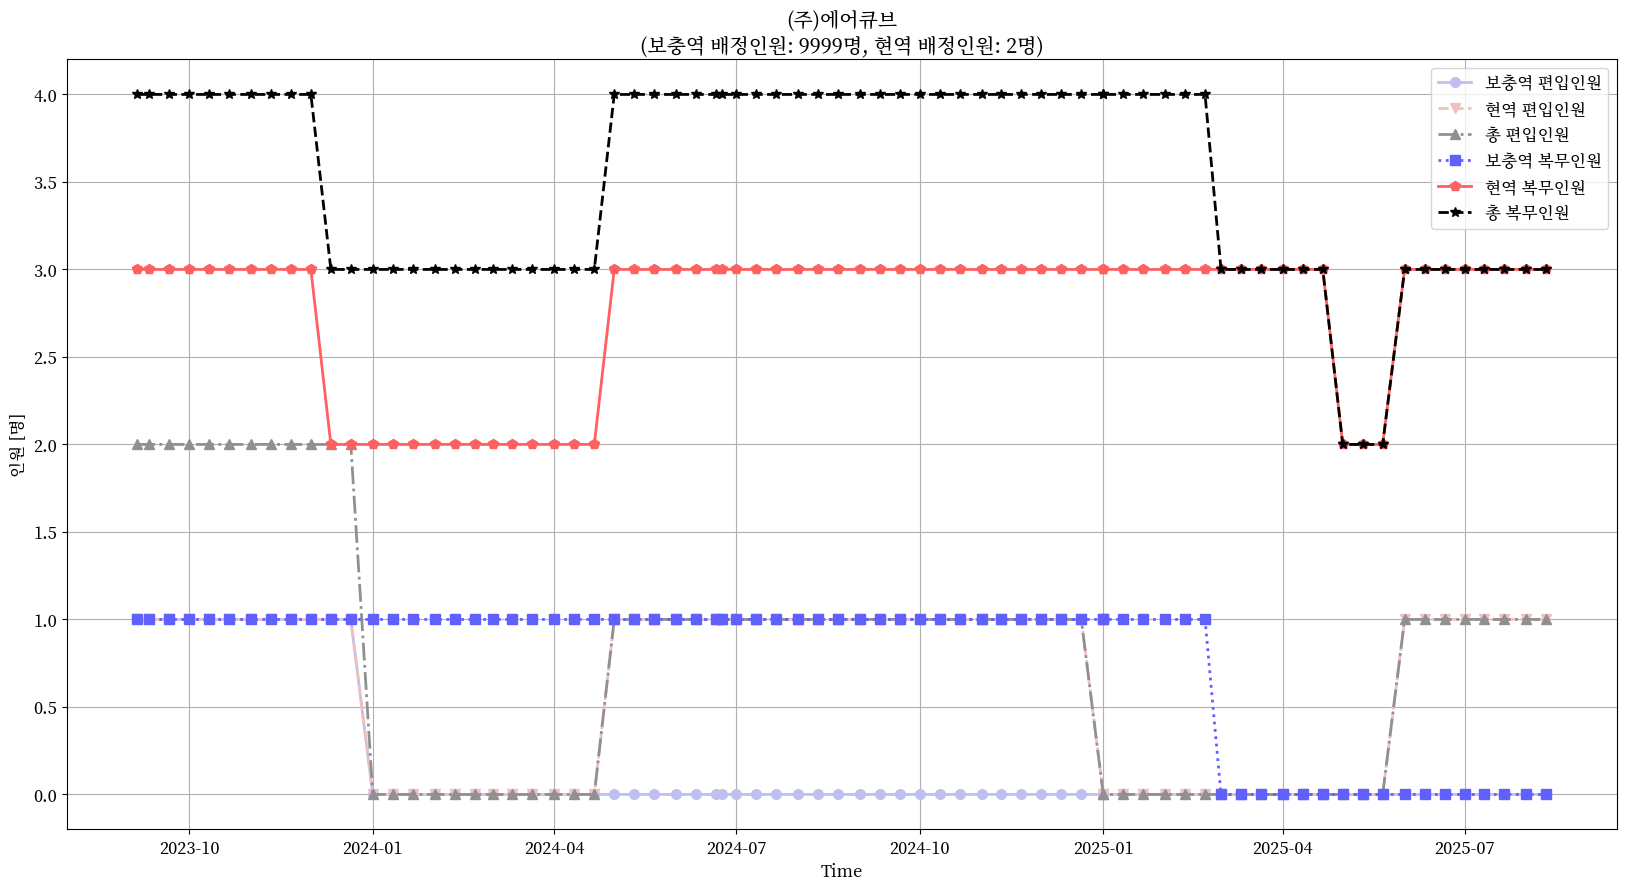 (주)에어큐브
(보충역 배정인원: 9999명, 현역 배정인원: 2명)
보충역 편입인원
현역 편입인원
총 편입인원
보충역 복무인원
현역 복무인원
총 복무인원
4.0
3.5
3.0
2.5
2.0
1.5
1.0
0.5
0.0
인원 [명]
2023-10
2024-01
2024-04
2024-07
2024-10
2025-01
2025-04
2025-07
Time